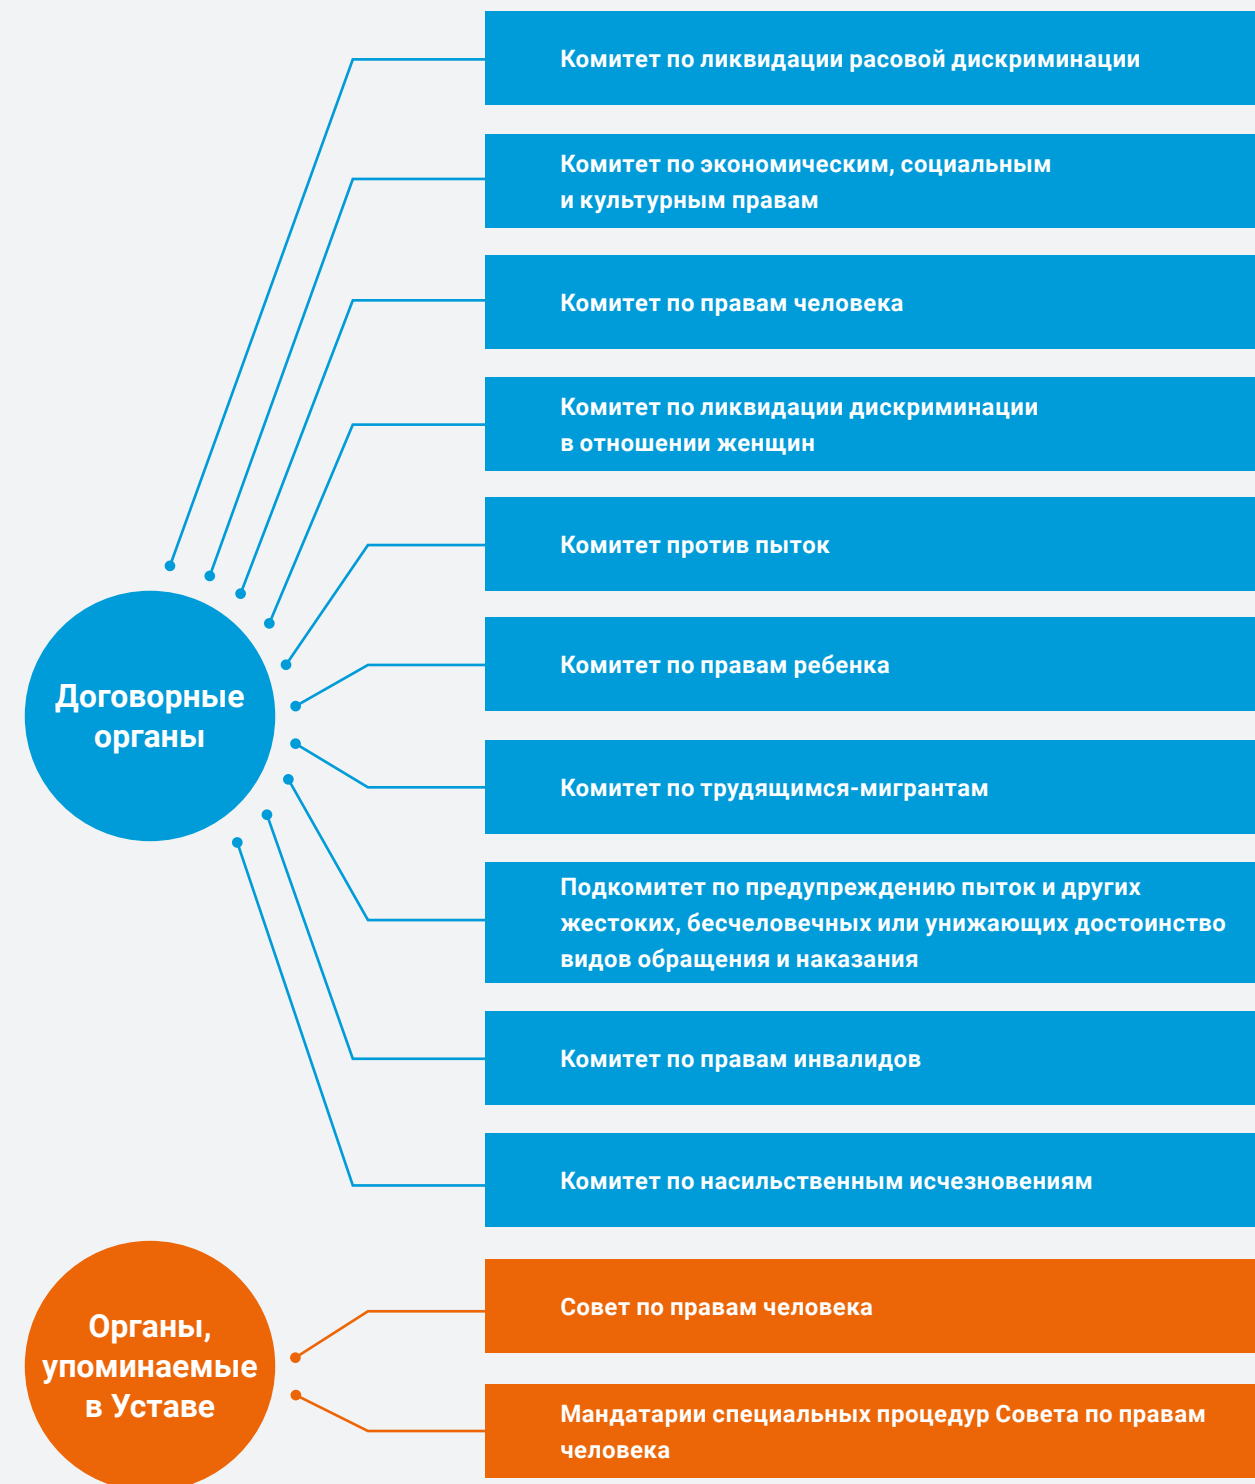 Комитет по ликвидации расовой дискриминации
Комитет по экономическим, социальным
и культурным правам
Комитет по правам человека
Комитет по ликвидации дискриминации
в отношении женщин
Комитет против пыток
Комитет по правам ребенка
Договорные
органы
Комитет по трудящимся-мигрантам
Подкомитет по предупреждению пыток и других
жестоких, бесчеловечных или унижающих достоинство
видов обращения и наказания
Комитет по правам инвалидов
Комитет по насильственным исчезновениям
Органы,
упоминаемые
в Уставе
Совет по правам человека
Мандатарии специальных процедур Совета по правам
человека